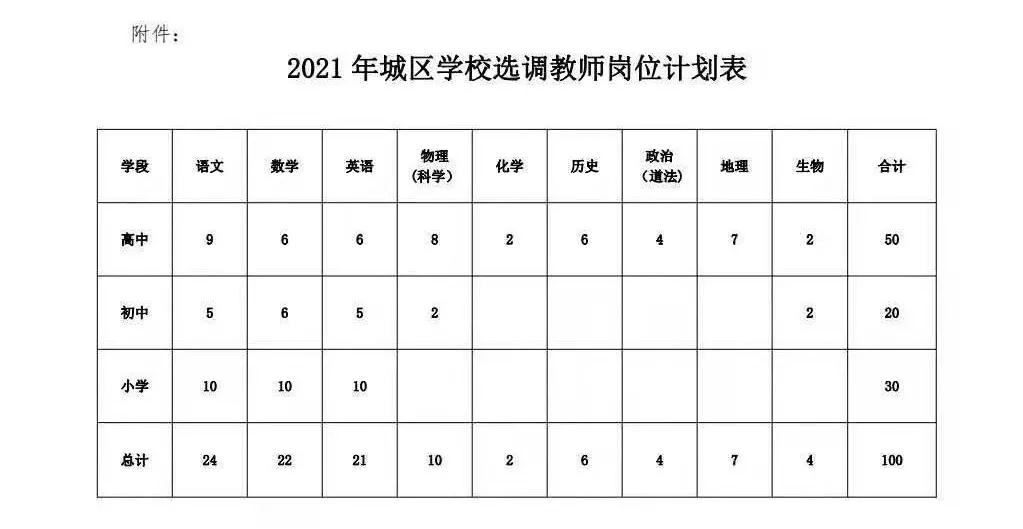 附件：
2021年城区学校选调教师岗位计划表
学段 语文 数学 英语 物理(科学） 化学 历史 政治（道法) 地理 生物 合计
高中 9 6 6 8 2 6 4 7 2 50
初中 5 6 5 2 2 20
小学 10 10 10 30
总计 24 22 21 10 2 6 4 7 4 100